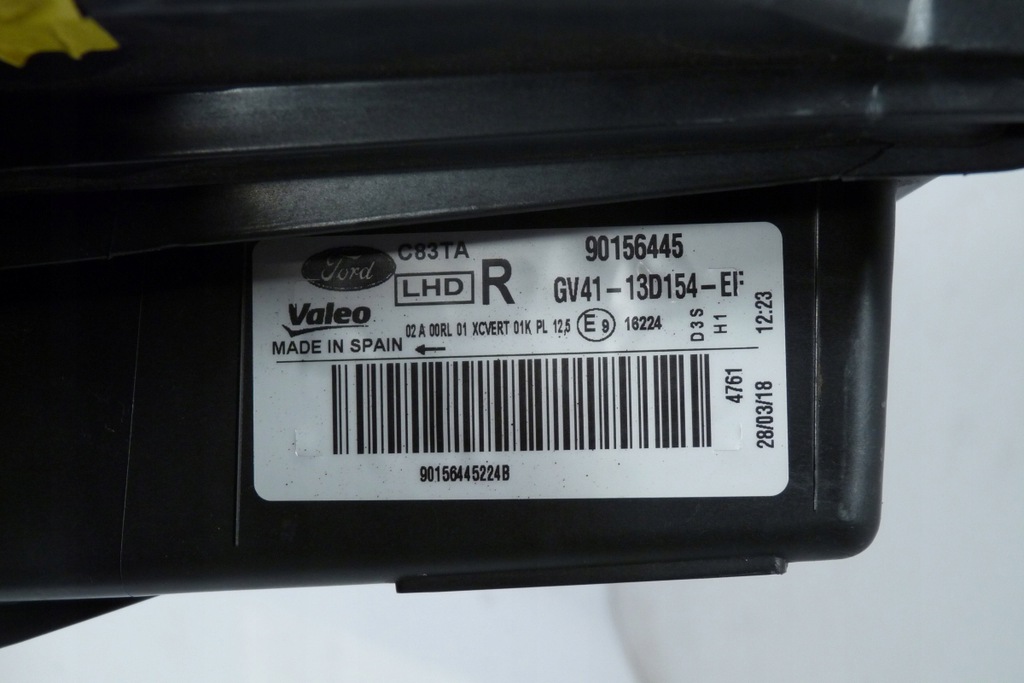 Ford C83TA 90156445
LHD R GV41-13D154-EF
Valeo 02 A 00RL 01 XCVERT 01K PL 12,5 E9 16224
MADE IN SPAIN ←
D3S
H1
12:23
4761
28/03/18
90156445224B